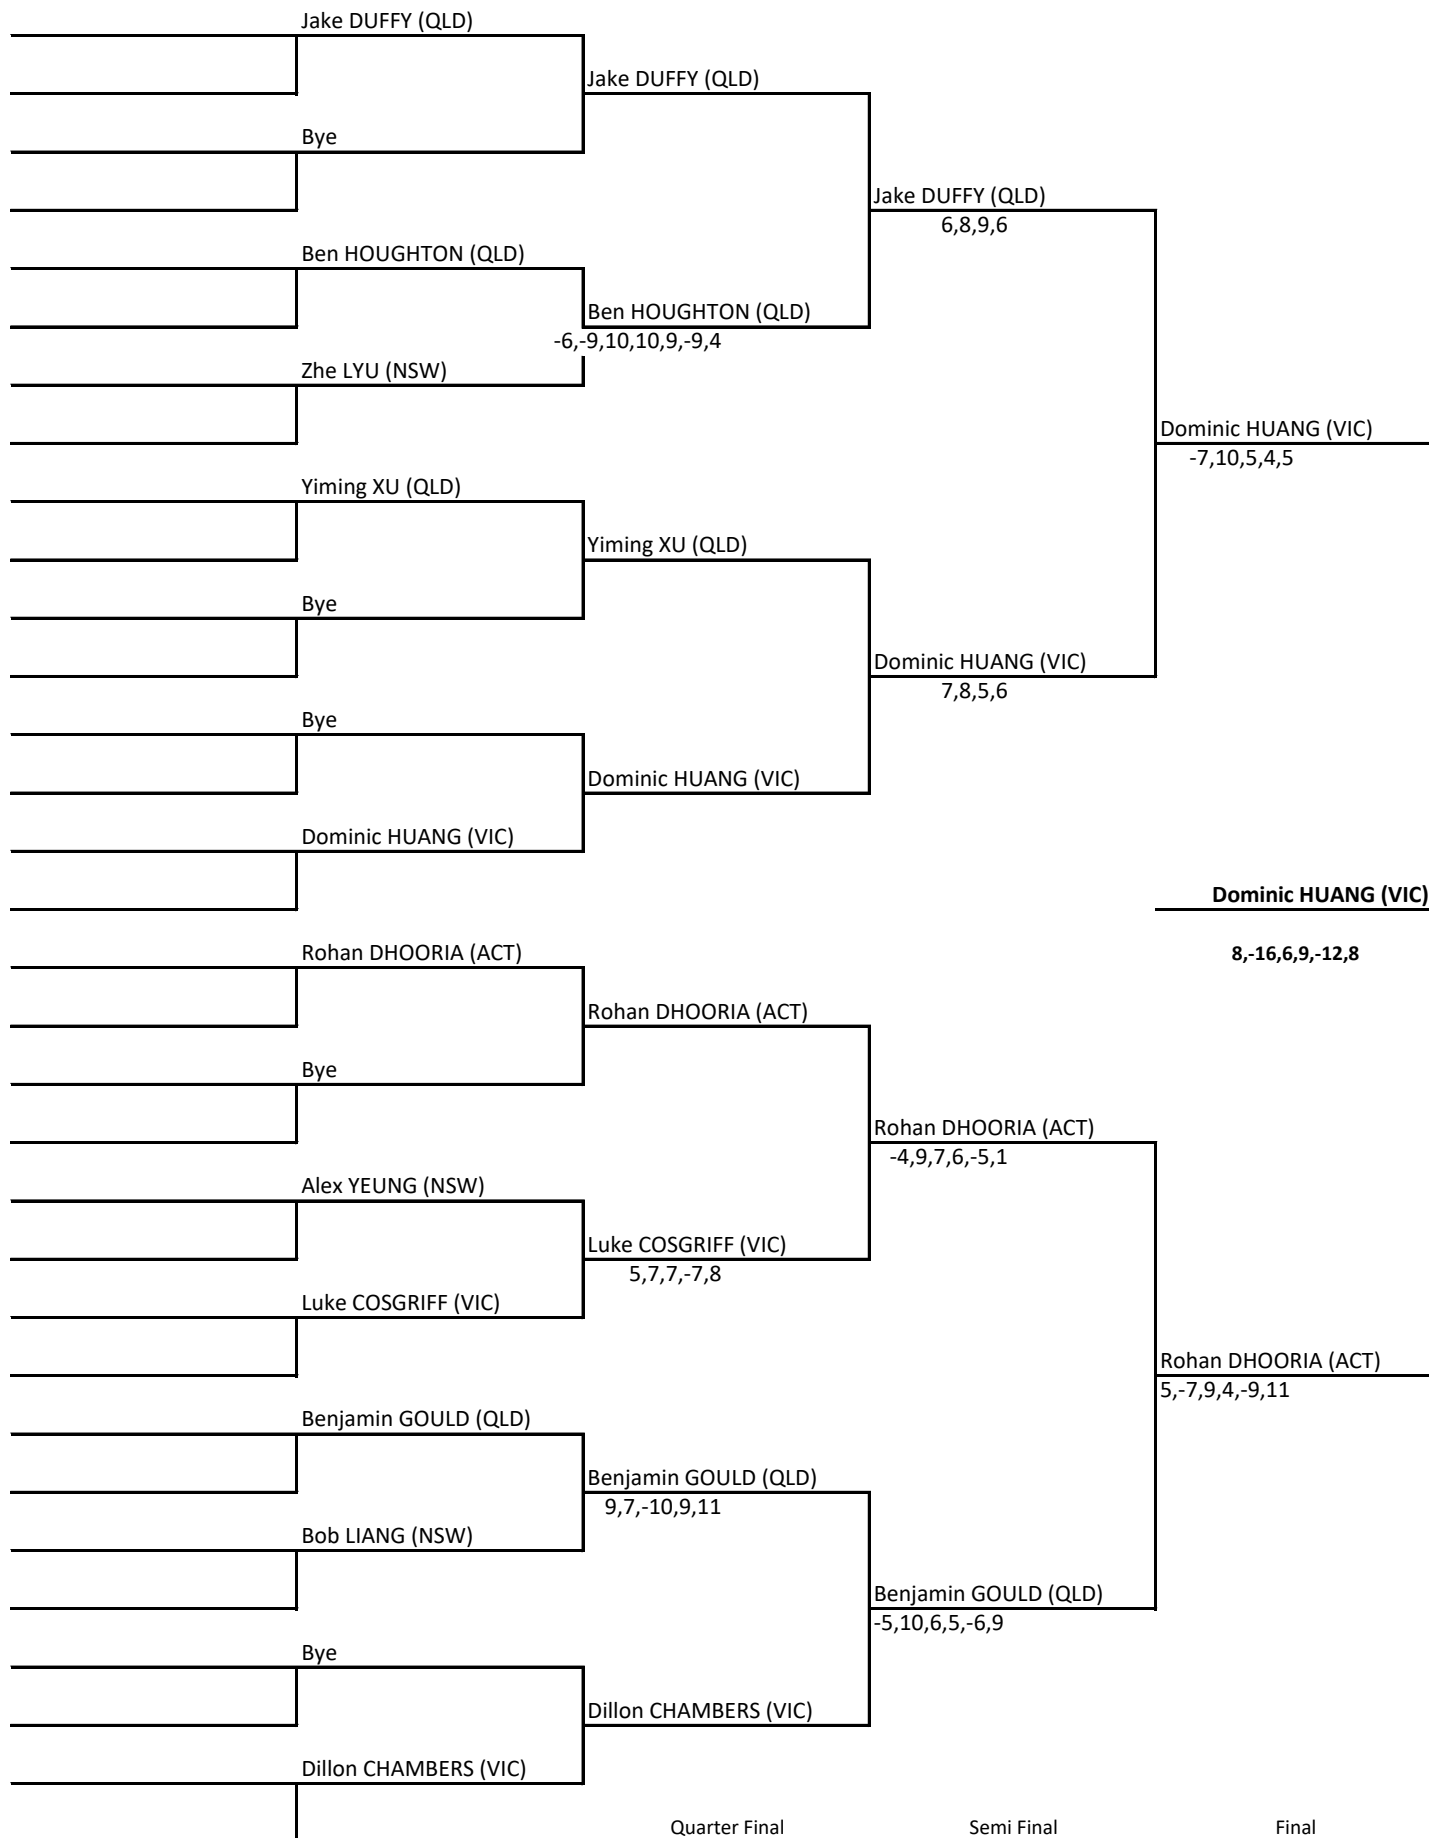 Jake DUFFY (QLD)
Jake DUFFY (QLD)
Bye
Jake DUFFY (QLD)
6,8,9,6
Ben HOUGHTON (QLD)
Ben HOUGHTON (QLD)
-6,-9,10,10,9,-9,4
Zhe LYU (NSW)
Dominic HUANG (VIC)
-7,10,5,4,5
Yiming XU (QLD)
Yiming XU (QLD)
Bye
Dominic HUANG (VIC)
7,8,5,6
Bye
Dominic HUANG (VIC)
Dominic HUANG (VIC)
Dominic HUANG (VIC)
8,-16,6,9,-12,8
Rohan DHOORIA (ACT)
Rohan DHOORIA (ACT)
Bye
Rohan DHOORIA (ACT)
-4,9,7,6,-5,1
Alex YEUNG (NSW)
Luke COSGRIFF (VIC)
5,7,7,-7,8
Luke COSGRIFF (VIC)
Rohan DHOORIA (ACT)
5,-7,9,4,-9,11
Benjamin GOULD (QLD)
Benjamin GOULD (QLD)
9,7,-10,9,11
Bob LIANG (NSW)
Benjamin GOULD (QLD)
-5,10,6,5,-6,9
Bye
Dillon CHAMBERS (VIC)
Dillon CHAMBERS (VIC)
Quarter Final Semi Final Final